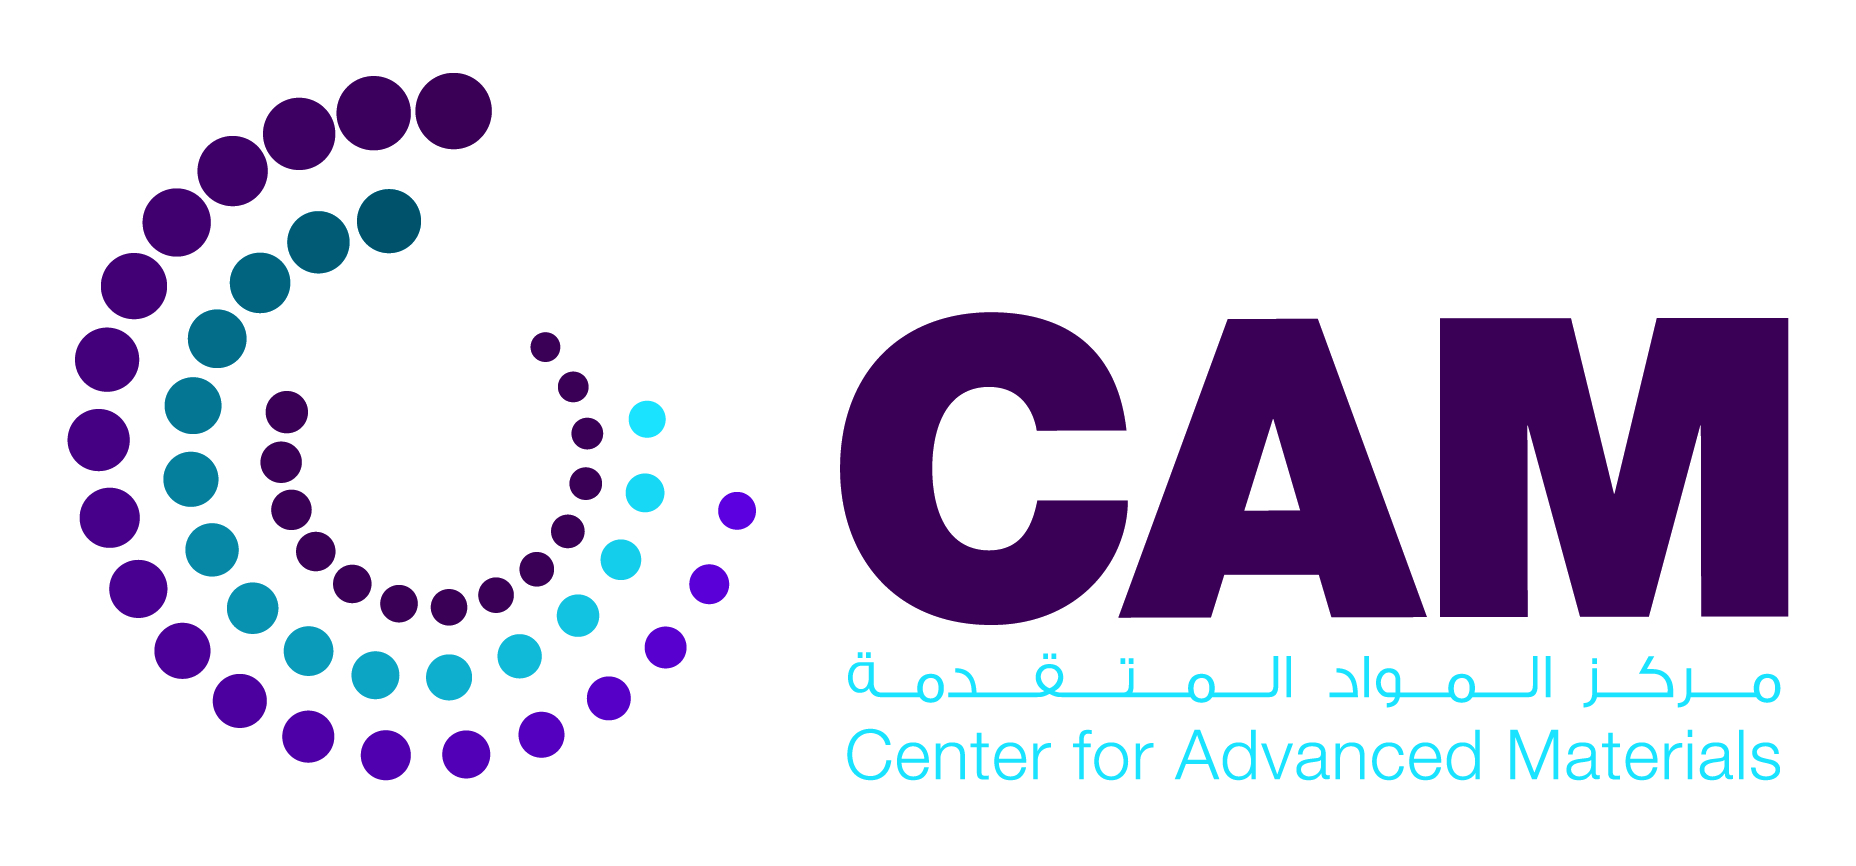 CAM
مركز المواد المتقدمة
Center for Advanced Materials